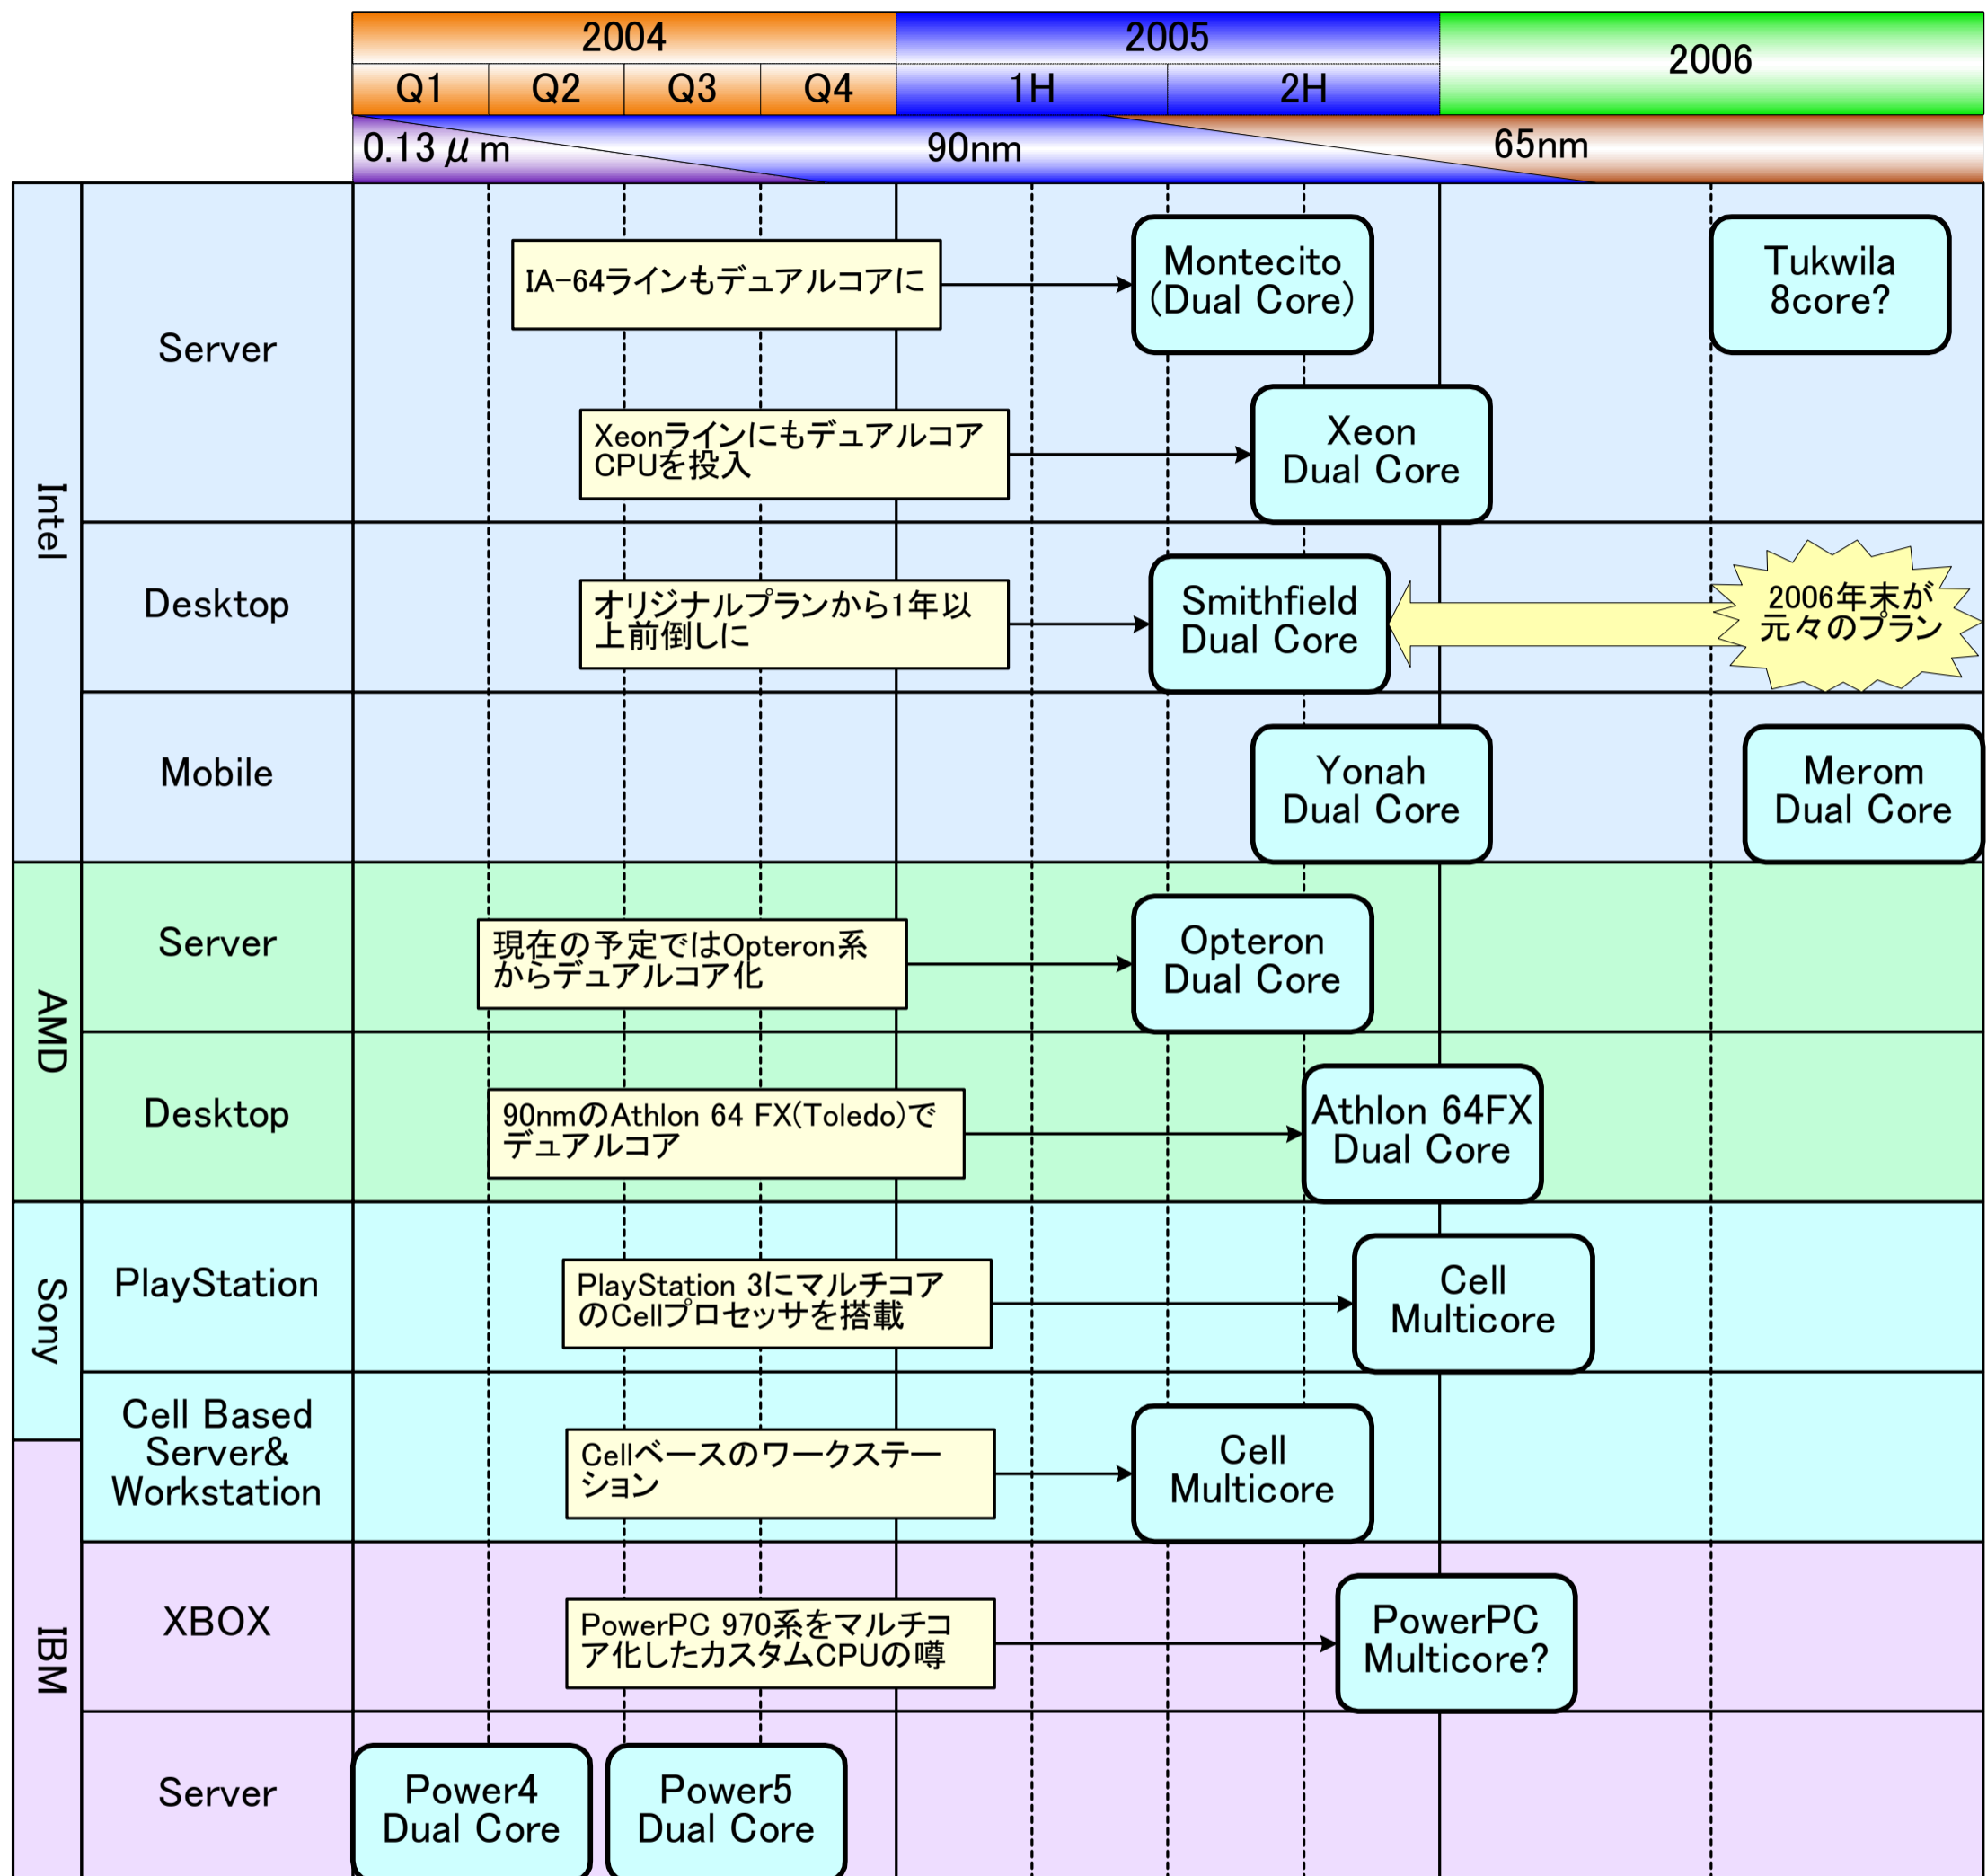 2004
2005
2006
Q1
Q2
Q3
Q4
1H
2H
0.13μm
90nm
65nm
Intel
Server
IA-64ラインもデュアルコアに
Montecito
(Dual Core)
Tukwila
8core?
Xeonラインにもデュアルコア
CPUを投入
Xeon
Dual Core
Desktop
オリジナルプランから1年以
上前倒しに
Smithfield
Dual Core
2006年末が
元々のプラン
Mobile
Yonah
Dual Core
Merom
Dual Core
AMD
Server
現在の予定ではOpteron系
からデュアルコア化
Opteron
Dual Core
Desktop
90nmのAthlon 64 FX(Toledo)で
デュアルコア
Athlon 64FX
Dual Core
Sony
PlayStation
PlayStation 3にマルチコア
のCellプロセッサを搭載
Cell
Multicore
Cell Based
Server&
Workstation
Cellベースのワークステー
ション
Cell
Multicore
IBM
XBOX
PowerPC 970系をマルチコ
ア化したカスタムCPUの噂
PowerPC
Multicore?
Server
Power4
Dual Core
Power5
Dual Core